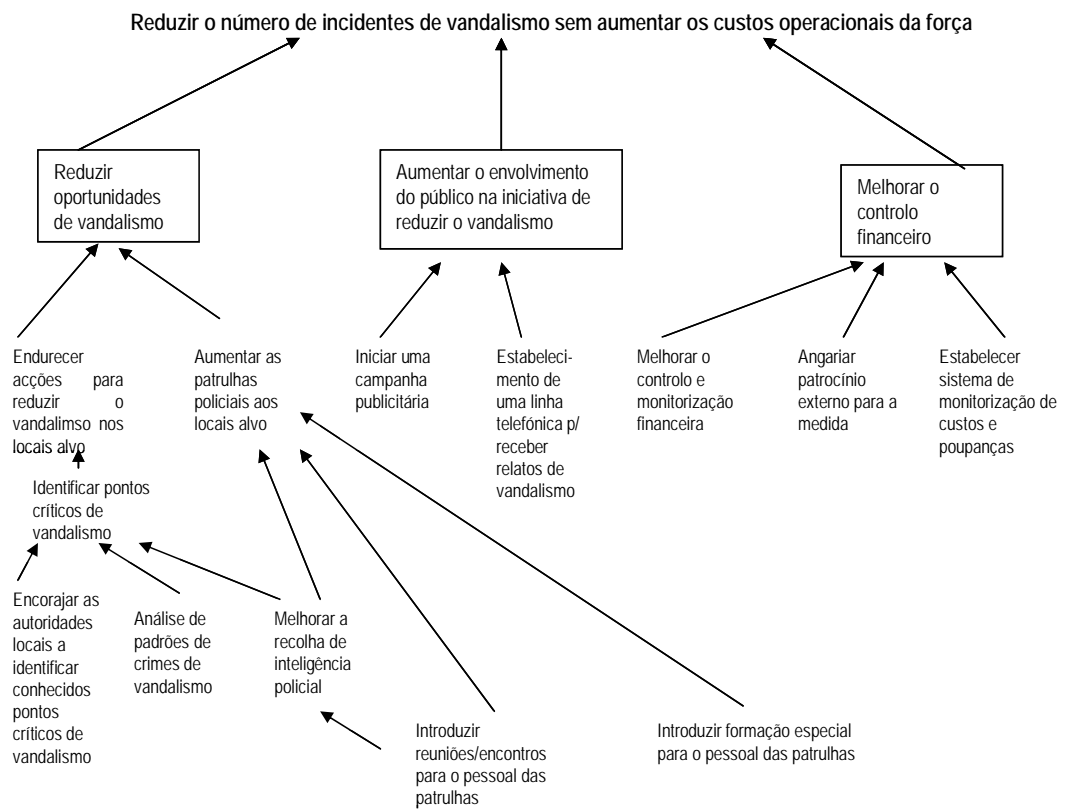 Reduzir o número de incidentes de vandalismo sem aumentar os custos operacionais da força
Reduzir
oportunidades
de vandalismo
Aumentar o envolvimento
do público na iniciativa de
reduzir o vandalismo
Melhorar o
controlo
financeiro
Endurecer
acções para
reduzir o
vandalimso nos
locais alvo
Aumentar as
patrulhas
policiais aos
locais alvo
Iniciar uma
campanha
publicitária
Estabeleci-
mento de
uma linha
telefónica p/
receber
relatos de
vandalismo
Melhorar o
controlo e
monitorização
financeira
Angariar
patrocínio
externo para a
medida
Estabelecer
sistema de
monitorização de
custos e
poupanças
Identificar pontos
críticos de
vandalismo
Encorajar as
autoridades
locais a
identificar
conhecidos
pontos
críticos de
vandalismo
Análise de
padrões de
crimes de
vandalismo
Melhorar a
recolha de
inteligência
policial
Introduzir
reuniões/encontros
para o pessoal das
patrulhas
Introduzir formação especial
para o pessoal das patrulhas